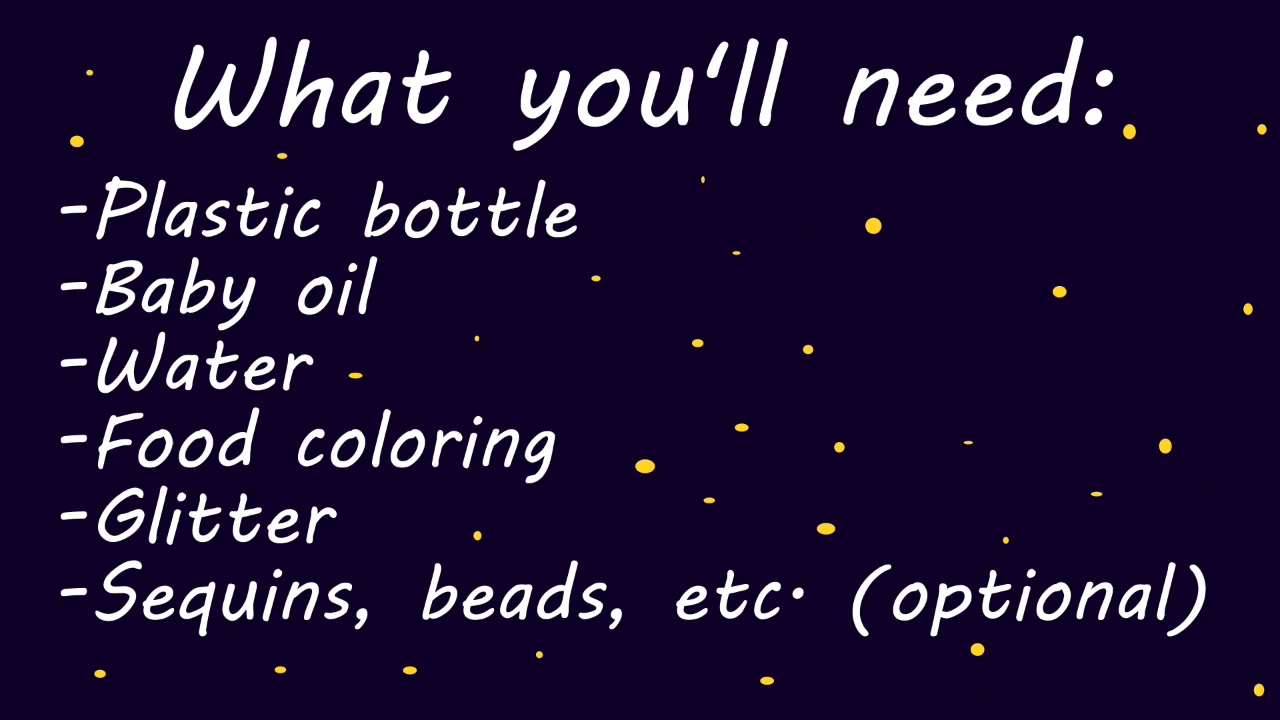 What you'll need:
-Plastic bottle
-Baby oil
-Water
-Food coloring
-Glitter
-Sequins, beads, etc. (optional)